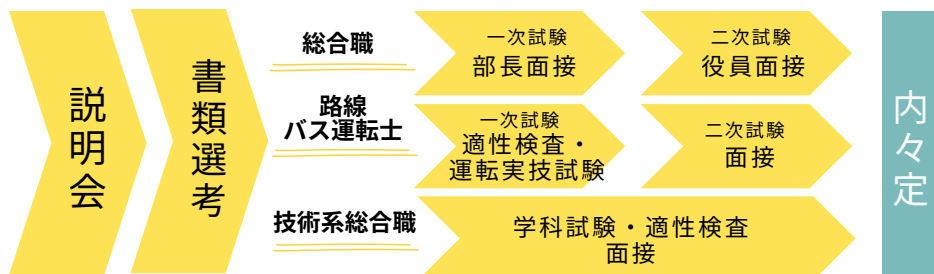 説明会
書類選考
総合職
一次試験
部長面接
二次試験
役員面接
路線
バス運転士
一次試験
適性検査・
運転実技試験
二次試験
面接
技術系総合職
学科試験・適性検査
面接
内々定